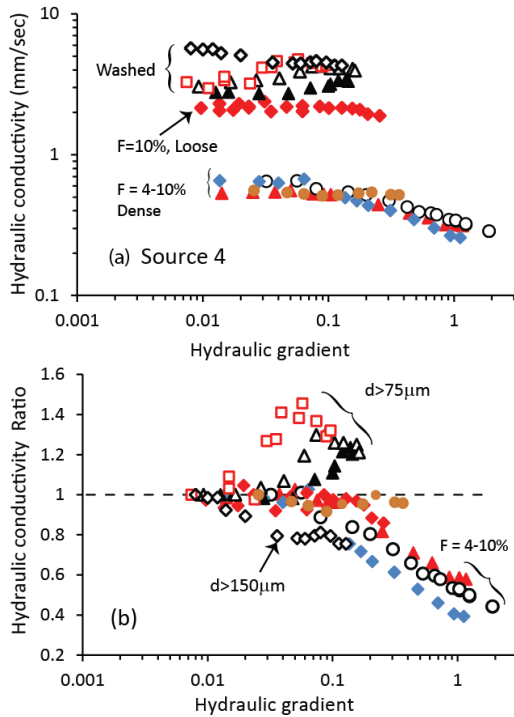 Hydraulic conductivity (mm/sec)
10
1
0.1
Washed
F=10%, Loose
F = 4-10%
Dense
(a) Source 4
0.001 0.01 0.1 1
Hydraulic gradient
Hydraulic conductivity Ratio
1.6
1.4
1.2
1
0.8
0.6
0.4
0.2
d>75μm
F = 4-10%
d>150μm
(b)
0.001 0.01 0.1 1
Hydraulic gradient